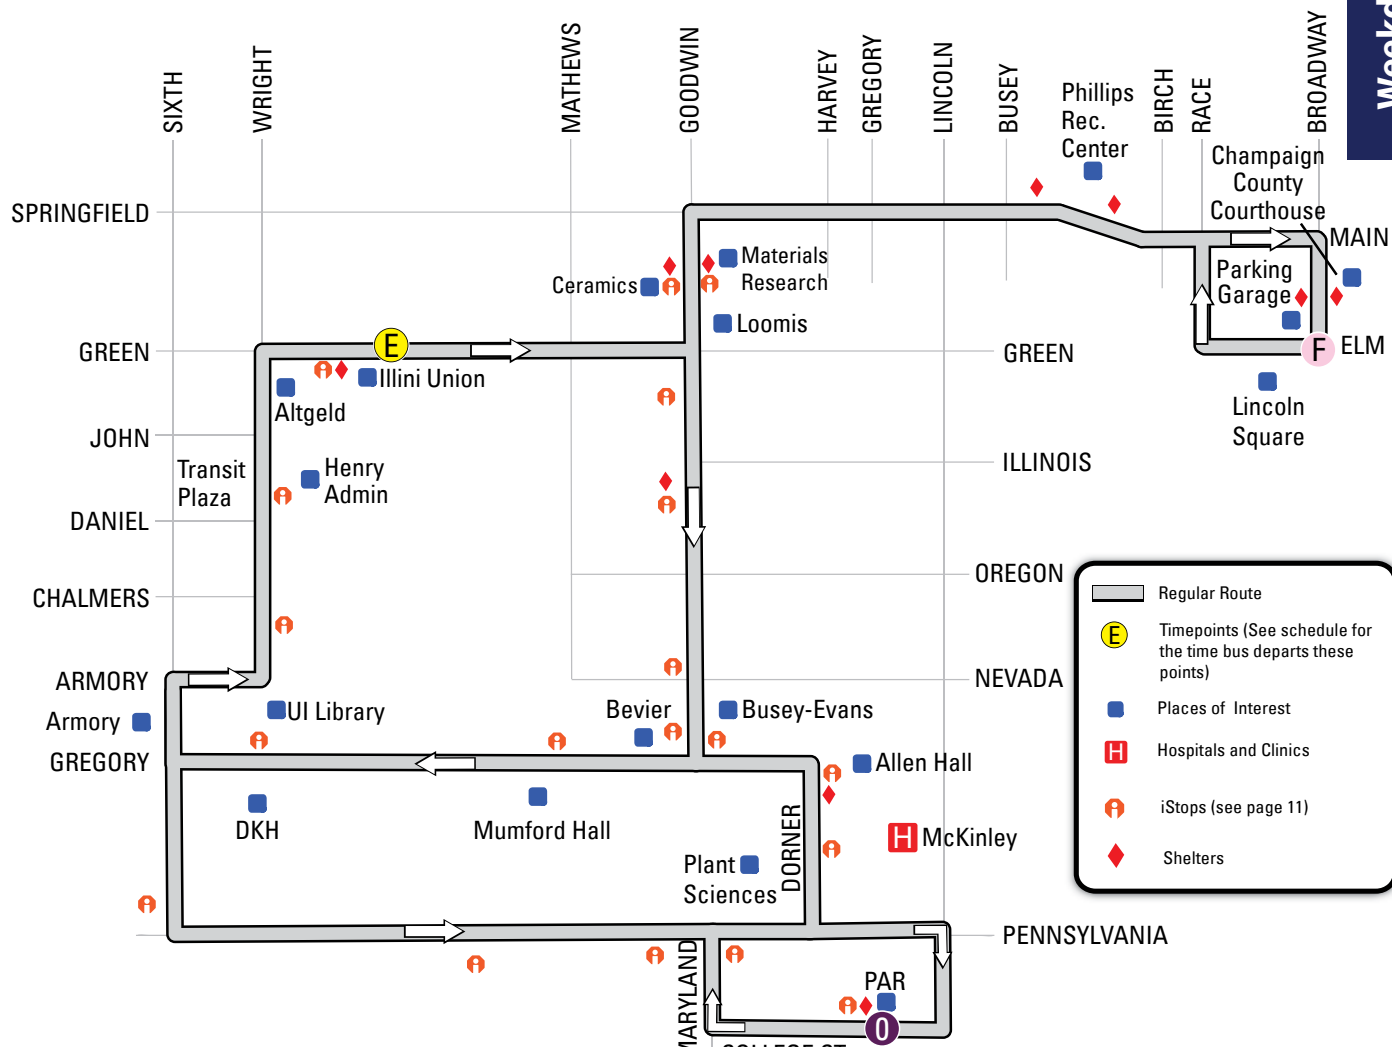 SIXTH
WRIGHT
MATHEWS
GOODWIN
HARVEY
GREGORY
LINCOLN
BUSEY
BIRCH
RACE
BROADWAY
Phillips
Rec.
Center
Champaign
County
Courthouse
SPRINGFIELD
MAIN
Materials
Research
Ceramics
Parking
Garage
Loomis
GREEN
E
GREEN
F
ELM
Illini Union
Altgeld
Lincoln
Square
JOHN
Transit
Plaza
Henry
Admin
ILLINOIS
DANIEL
OREGON
CHALMERS
ARMORY
NEVADA
Armory
UI Library
Bevier
Busey-Evans
GREGORY
Allen Hall
DKH
Mumford Hall
H
McKinley
Plant
Sciences
DORNER
PENNSYLVANIA
MARYLAND
PAR
O
Regular Route
E
Timepoints (See schedule for
the time bus departs these
points)
Places of Interest
H
Hospitals and Clinics
iStops (see page 11)
Shelters